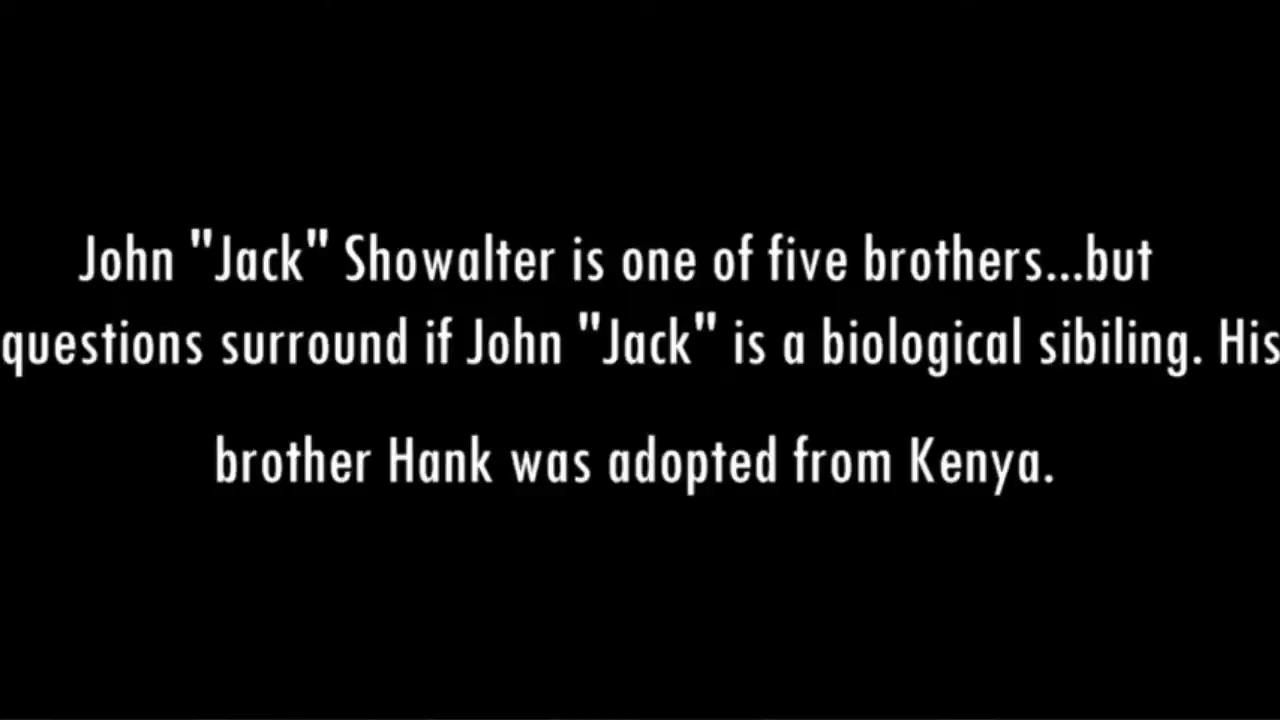 John "Jack" Showalter is one of five brothers...but
questions surround if John "Jack" is a biological sibiling. His
brother Hank was adopted from Kenya.